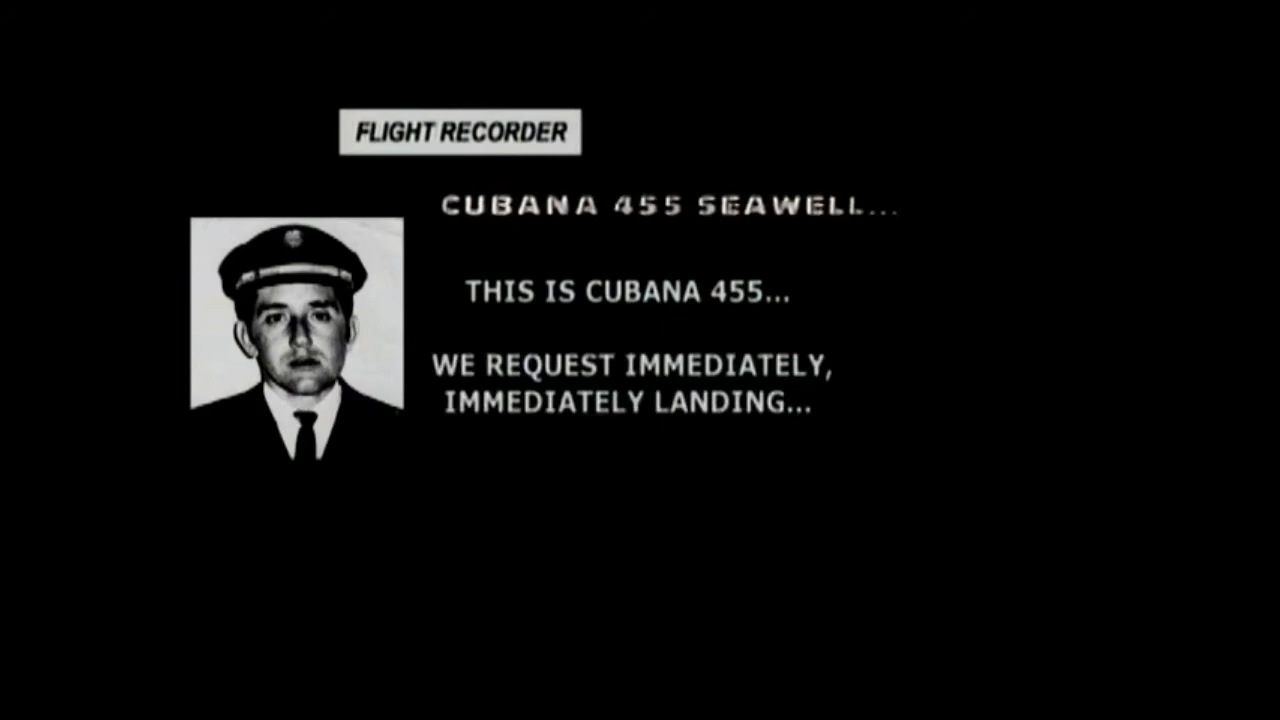 FLIGHT RECORDER
CUBANA 455 SEAWELL...
THIS IS CUBANA 455...
WE REQUEST IMMEDIATELY,
IMMEDIATELY LANDING...